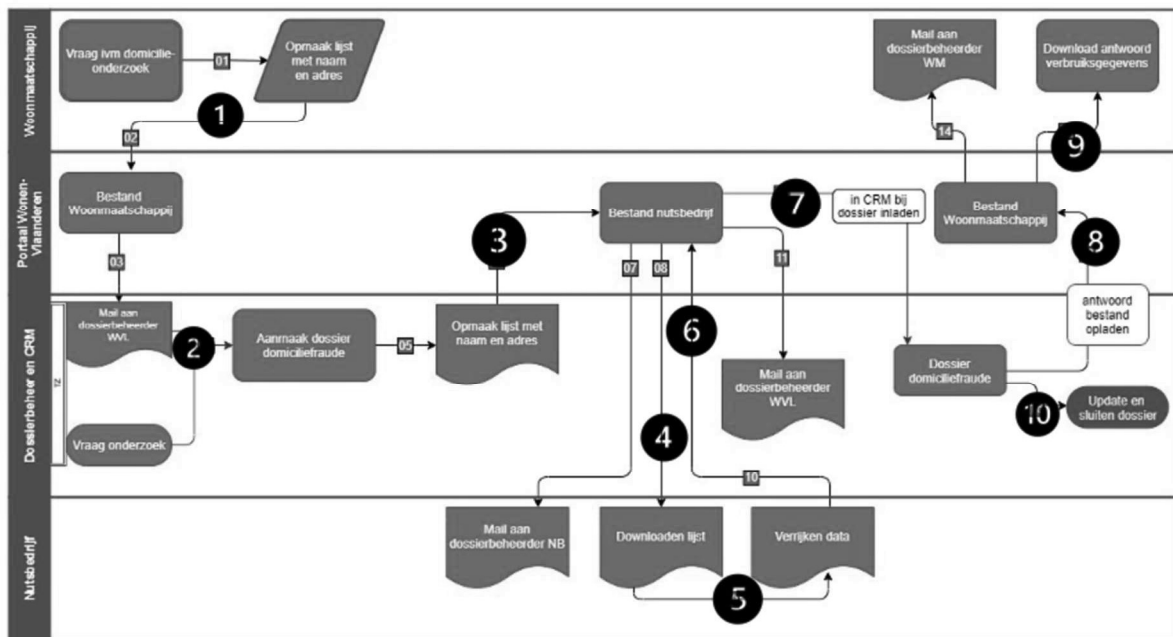 Woonmaatschappij
Vraag ivm domicilie-
onderzoek
01
Opmaak lijst
met naam
en adres
1
02
Mail aan
dossierbeheerder
WM
Download antwoord
verbruiksgegevens
14
9
Portaal Wonen-
Vlaanderen
Bestand
Woonmaatschappij
03
3
Bestand nutsbedrijf
7
in CRM bij
dossier inladen
Bestand
Woonmaatschappij
8
07
08
11
6
Dossierbeheer en CRM
Mail aan
dossierbeheerder
WVL
2
Aanmaak dossier
domiciliefraude
05
Opmaak lijst met
naam en adres
Vraag onderzoek
4
Mail aan
dossierbeheerder
WVL
antwoord
bestand
opladen
Dossier
domiciliefraude
10
Update en
sluiten dossier
10
Nutsbedrijf
Mail aan
dossierbeheerder NB
Downloaden lijst
Verrijken data
5